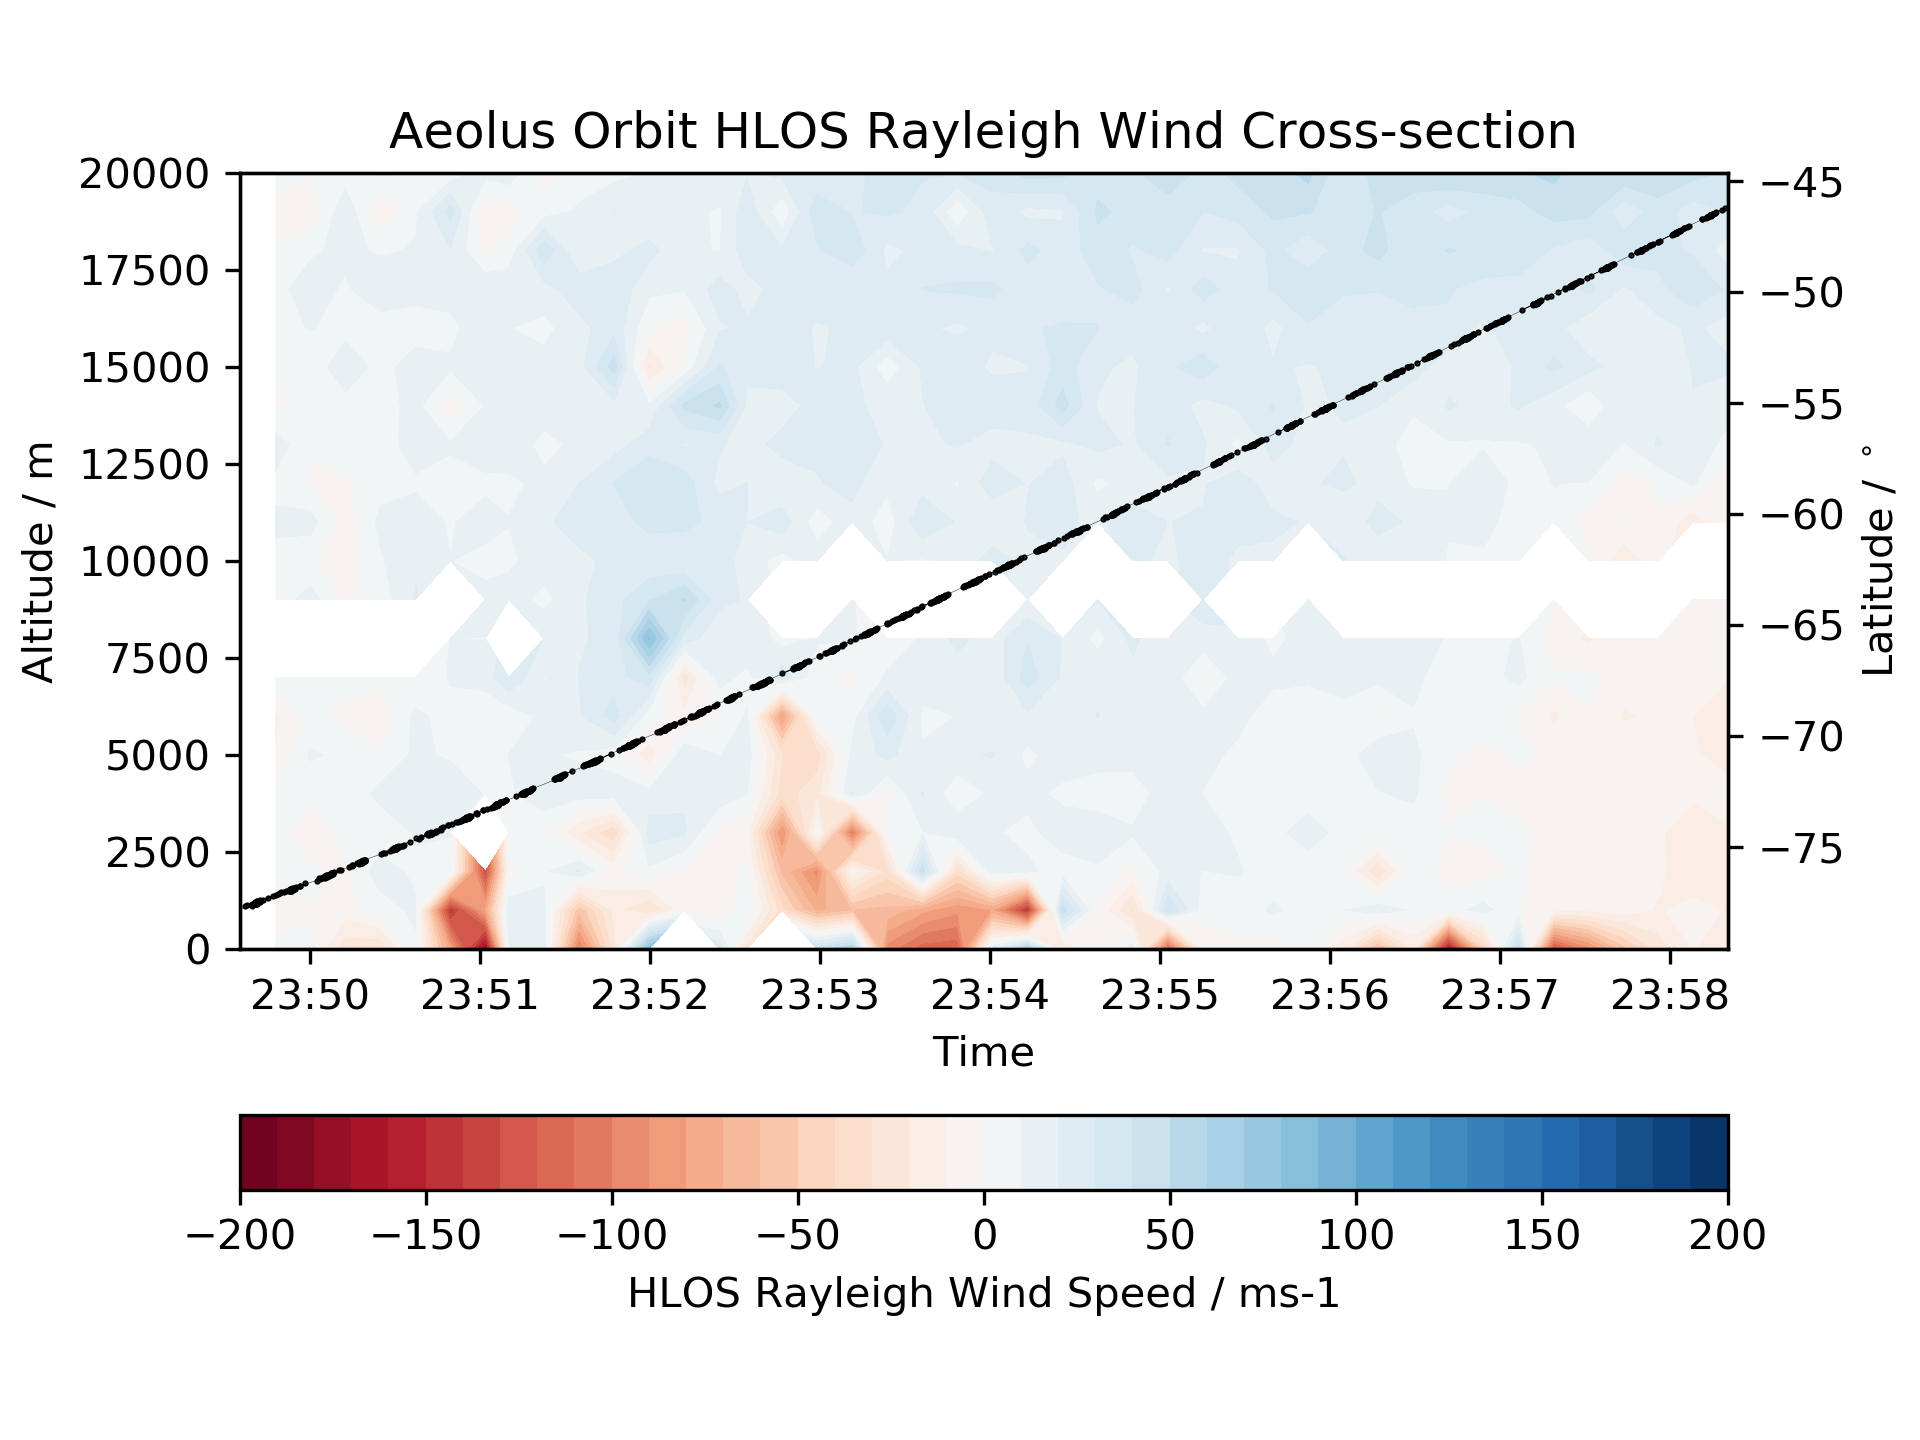 Aeolus Orbit HLOS Rayleigh Wind Cross-section
20000
17500
15000
12500
10000
7500
5000
2500
0
Altitude / m
−45
−50
−55
−60
−65
−70
−75
Latitude / °
23:50 23:51 23:52 23:53 23:54 23:55 23:56 23:57 23:58
Time
−200 −150 −100 −50 0 50 100 150 200
HLOS Rayleigh Wind Speed / ms-1